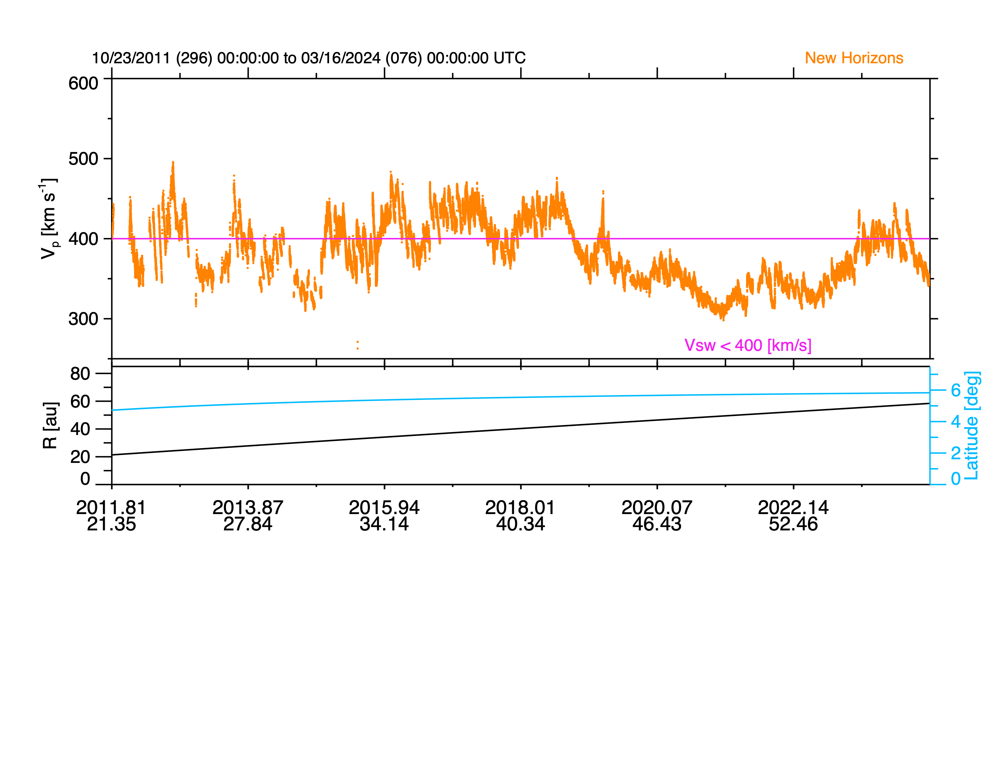 10/23/2011 (296) 00:00:00 to 03/16/2024 (076) 00:00:00 UTC
New Horizons
600
500
400
300
Vp [km s-1]
Vsw < 400 [km/s]
80
60
40
20
0
R [au]
6
4
2
0
Latitude [deg]
2011.81 2013.87 2015.94 2018.01 2020.07 2022.14
21.35 27.84 34.14 40.34 46.43 52.46